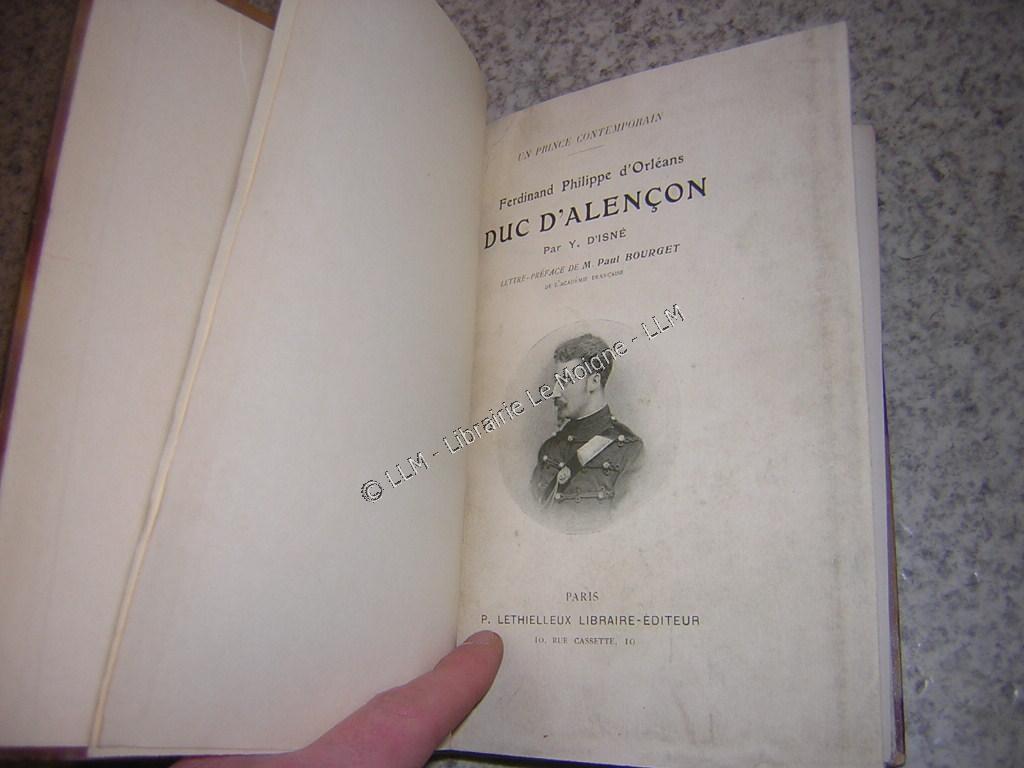 UN PRINCE CONTEMPORAIN
Ferdinand Philippe d'Orléans
DUC D'ALENÇON
Par Y. D'ISNÉ
LETTRE-PRÉFACE DE M. Paul BOURGET
DE L'ACADÉMIE FRANÇAISE
© LLM - Librairie Le Moigne - LLM
PARIS
P. LETHIELLEUX LIBRAIRE-ÉDITEUR
10, RUE CASSETTE, 10